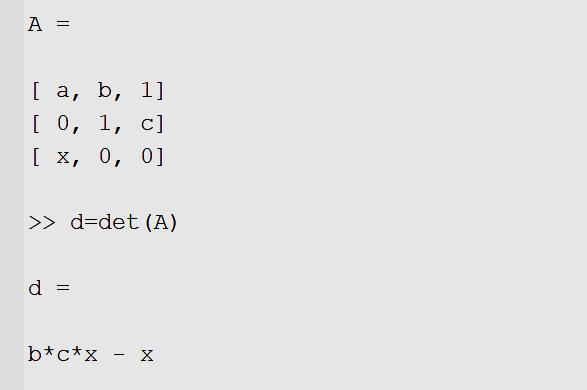 A =
[ a, b, 1]
[ 0, 1, c]
[ x, 0, 0]
>> d=det(A)
d =
b*c*x - x